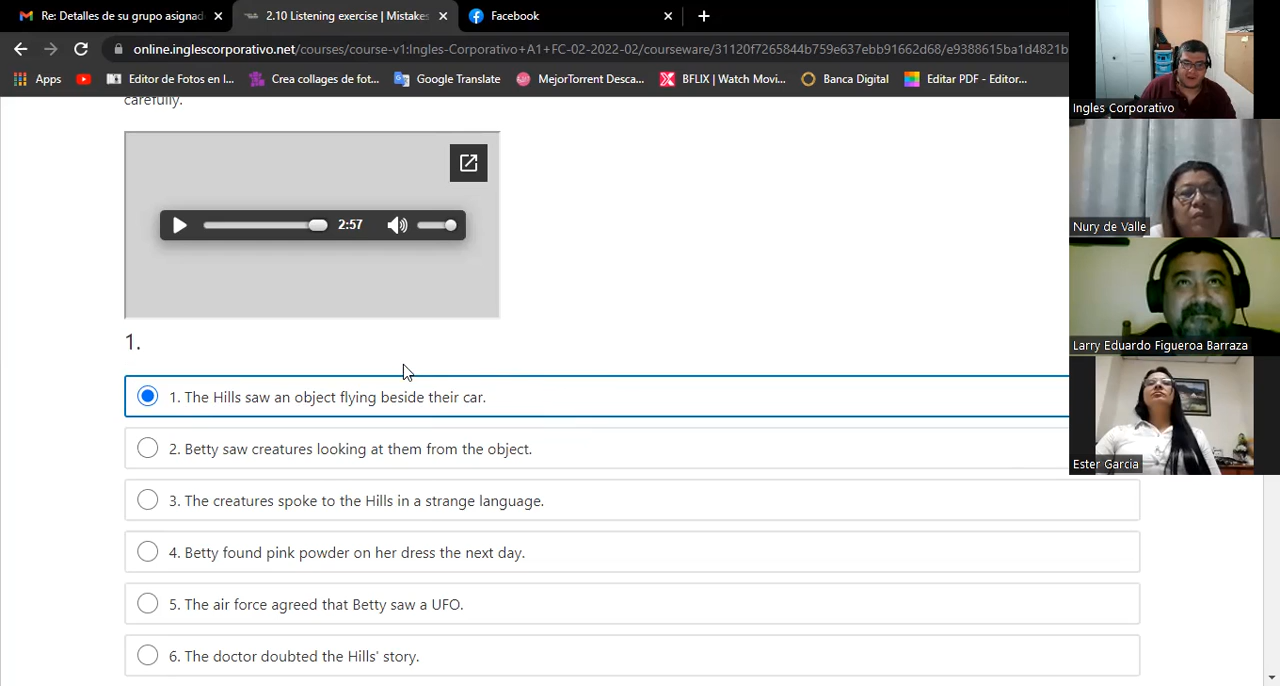 Re: Detalles de su grupo asignad
2.10 Listening exercise | Mistakes
Facebook
online.inglescorporativo.net/courses/course-v1:Ingles-Corporativo+A1+FC-02-2022-02/courseware/31120f7265844b759e637ebb91662d68/e9388615ba1d4821b
Apps
Editor de Fotos en l...
Crea collages de fot...
Google Translate
MejorTorrent Desca...
BFLIX | Watch Movi...
Banca Digital
Editar PDF - Editor...
Ingles Corporativo
carefully.
2:57
Nury de Valle
1.
Larry Eduardo Figueroa Barraza
1. The Hills saw an object flying beside their car.
2. Betty saw creatures looking at them from the object.
Ester Garcia
3. The creatures spoke to the Hills in a strange language.
4. Betty found pink powder on her dress the next day.
5. The air force agreed that Betty saw a UFO.
6. The doctor doubted the Hills' story.